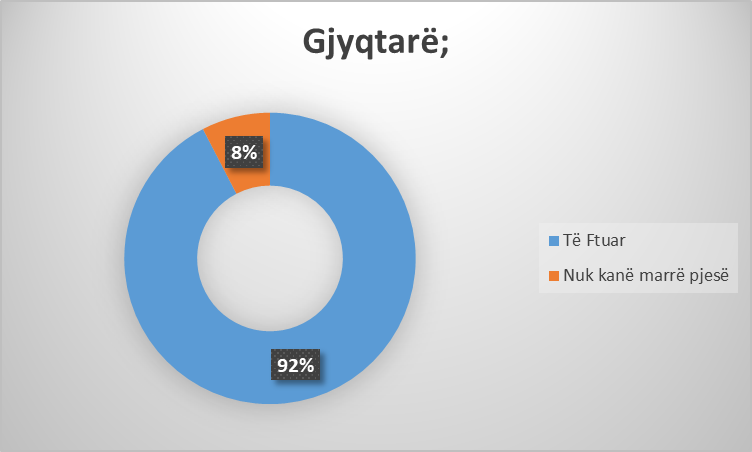 Gjyqtarë;
8%
92%
Të Ftuar
Nuk kanë marrë pjesë